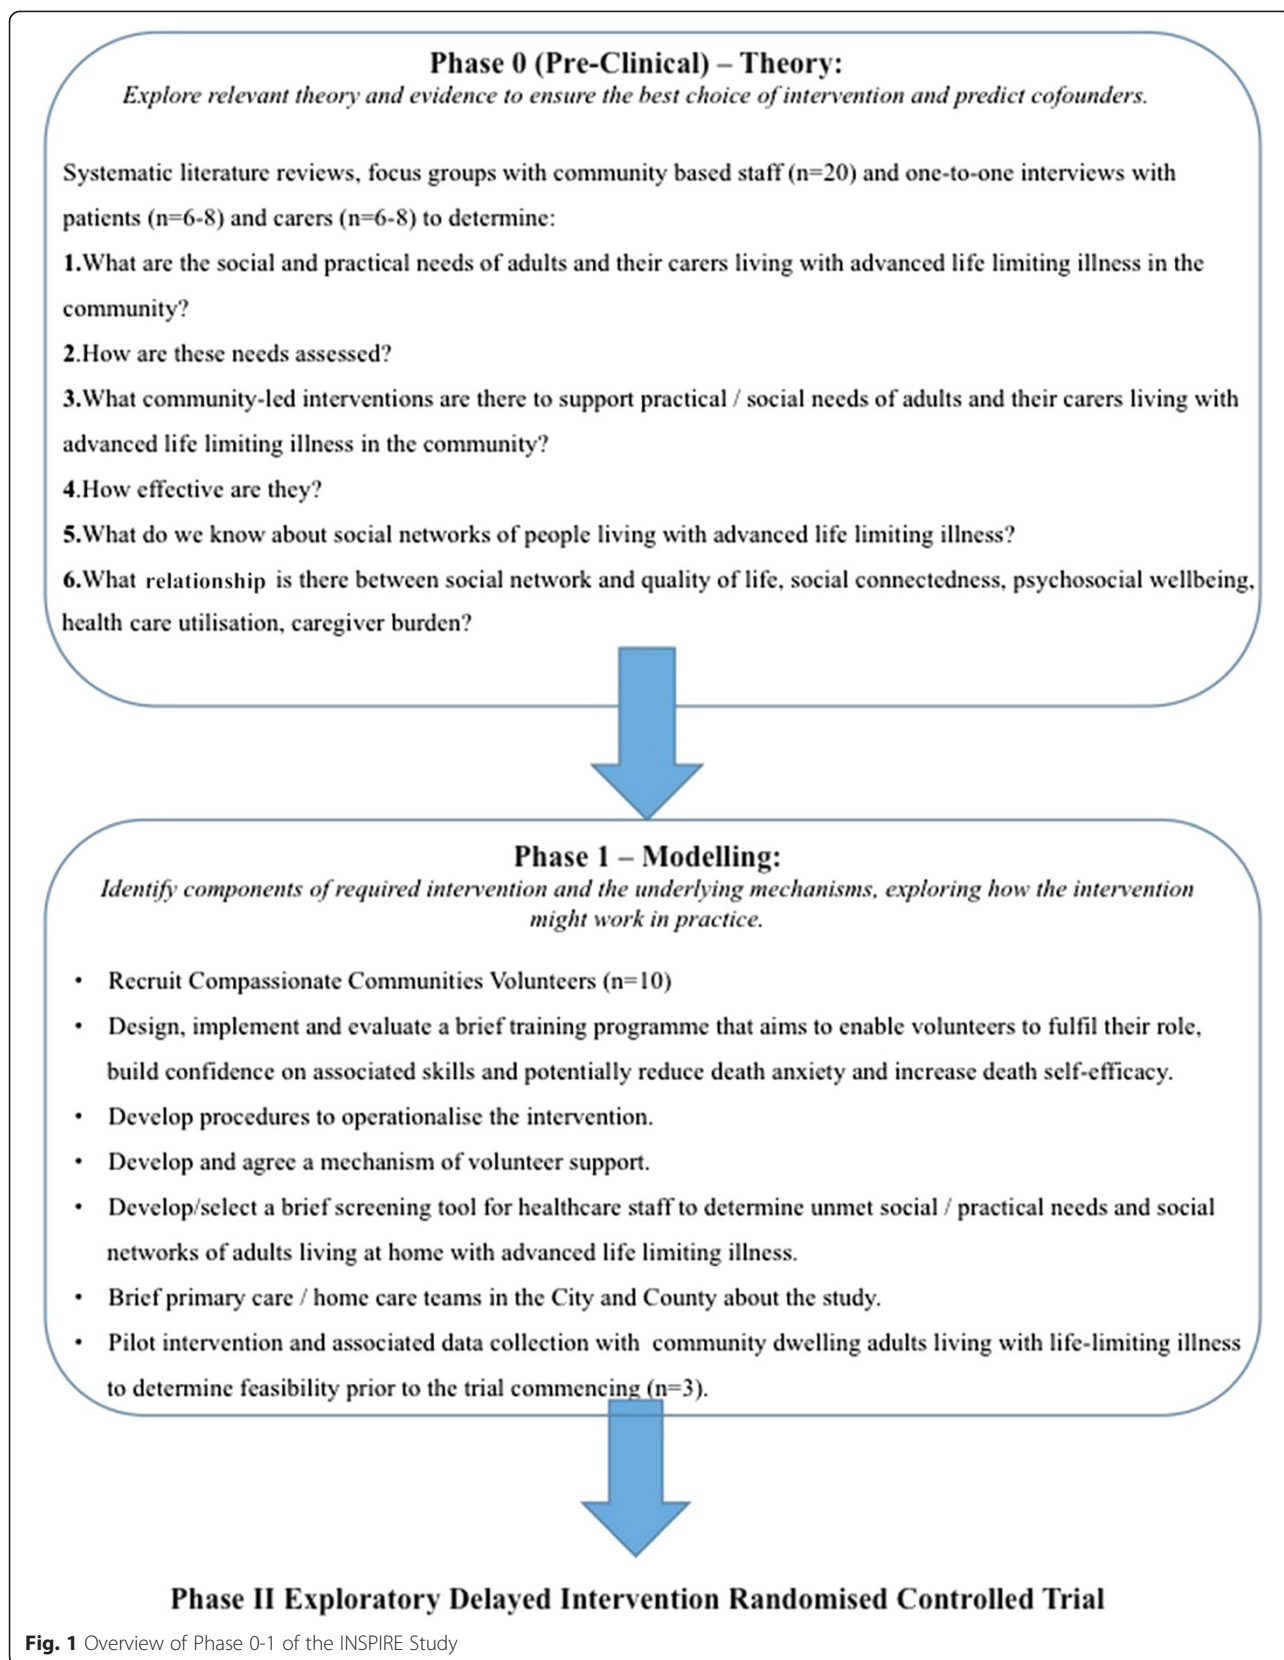 Phase 0 (Pre-Clinical) – Theory:
Explore relevant theory and evidence to ensure the best choice of intervention and predict cofounders.
Systematic literature reviews, focus groups with community based staff (n=20) and one-to-one interviews with
patients (n=6-8) and carers (n=6-8) to determine:
1.What are the social and practical needs of adults and their carers living with advanced life limiting illness in the
community?
2.How are these needs assessed?
3.What community-led interventions are there to support practical / social needs of adults and their carers living with
advanced life limiting illness in the community?
4.How effective are they?
5.What do we know about social networks of people living with advanced life limiting illness?
6.What relationship is there between social network and quality of life, social connectedness, psychosocial wellbeing,
health care utilisation, caregiver burden?
Phase 1 – Modelling:
Identify components of required intervention and the underlying mechanisms, exploring how the intervention
might work in practice.
• Recruit Compassionate Communities Volunteers (n=10)
• Design, implement and evaluate a brief training programme that aims to enable volunteers to fulfil their role,
build confidence on associated skills and potentially reduce death anxiety and increase death self-efficacy.
• Develop procedures to operationalise the intervention.
• Develop and agree a mechanism of volunteer support.
• Develop/select a brief screening tool for healthcare staff to determine unmet social / practical needs and social
networks of adults living at home with advanced life limiting illness.
• Brief primary care / home care teams in the City and County about the study.
• Pilot intervention and associated data collection with community dwelling adults living with life-limiting illness
to determine feasibility prior to the trial commencing (n=3).
Phase II Exploratory Delayed Intervention Randomised Controlled Trial
Fig. 1 Overview of Phase 0-1 of the INSPIRE Study